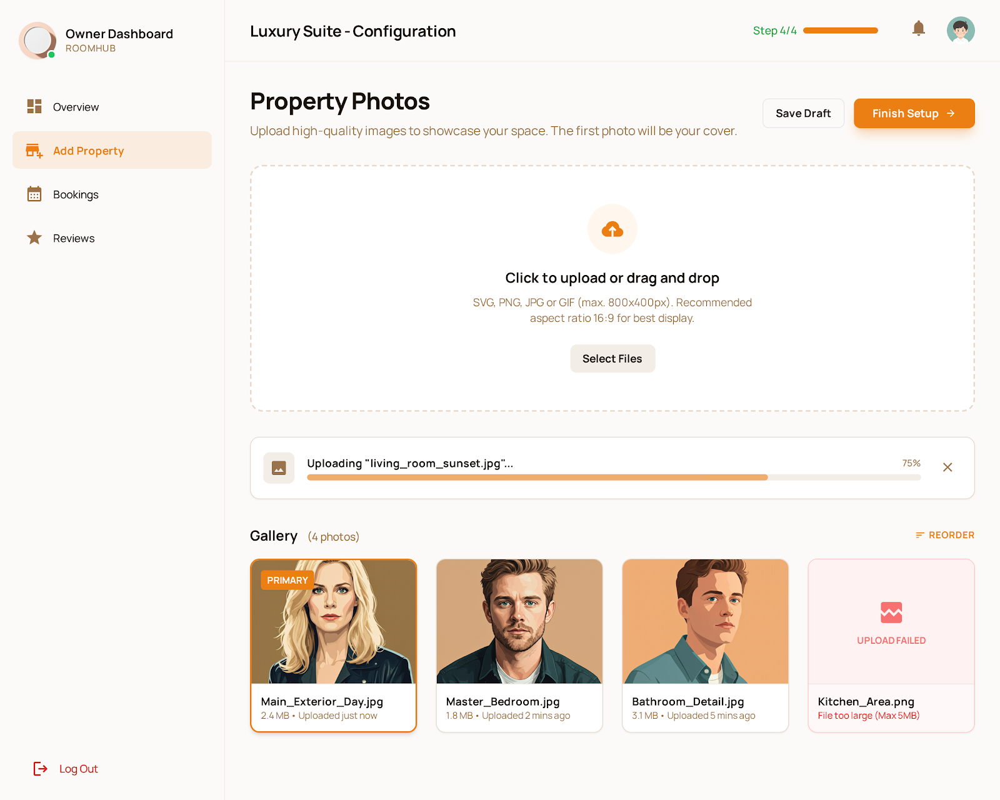 Owner Dashboard
ROOMHUB
Overview
Add Property
Bookings
Reviews
Log Out
Luxury Suite - Configuration
Step 4/4
Property Photos
Upload high-quality images to showcase your space. The first photo will be your cover.
Save Draft
Finish Setup
Click to upload or drag and drop
SVG, PNG, JPG or GIF (max. 800x400px). Recommended
aspect ratio 16:9 for best display.
Select Files
Uploading "living_room_sunset.jpg"...
75%
Gallery (4 photos)
REORDER
PRIMARY
Main_Exterior_Day.jpg
2.4 MB • Uploaded just now
Master_Bedroom.jpg
1.8 MB • Uploaded 2 mins ago
Bathroom_Detail.jpg
3.1 MB • Uploaded 5 mins ago
UPLOAD FAILED
Kitchen_Area.png
File too large (Max 5MB)